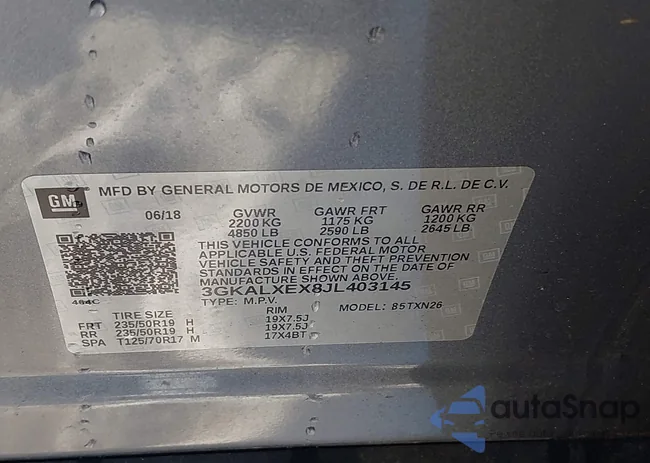 GM
MFD BY GENERAL MOTORS DE MEXICO, S. DE R.L. DE C.V.
06/18 GVWR GAWR FRT GAWR RR
2200 KG 1175 KG 1200 KG
4850 LB 2590 LB 2645 LB
THIS VEHICLE CONFORMS TO ALL
APPLICABLE U.S. FEDERAL MOTOR
VEHICLE SAFETY AND THEFT PREVENTION
STANDARDS IN EFFECT ON THE DATE OF
MANUFACTURE SHOWN ABOVE.
484C 3GKALXEX8JL403145
TYPE: M.P.V. MODEL: 85TXN26
TIRE SIZE RIM
FRT 235/50R19 H 19X7.5J
RR 235/50R19 H 19X7.5J
SPA T125/70R17 M 17X4BT
autaSnap